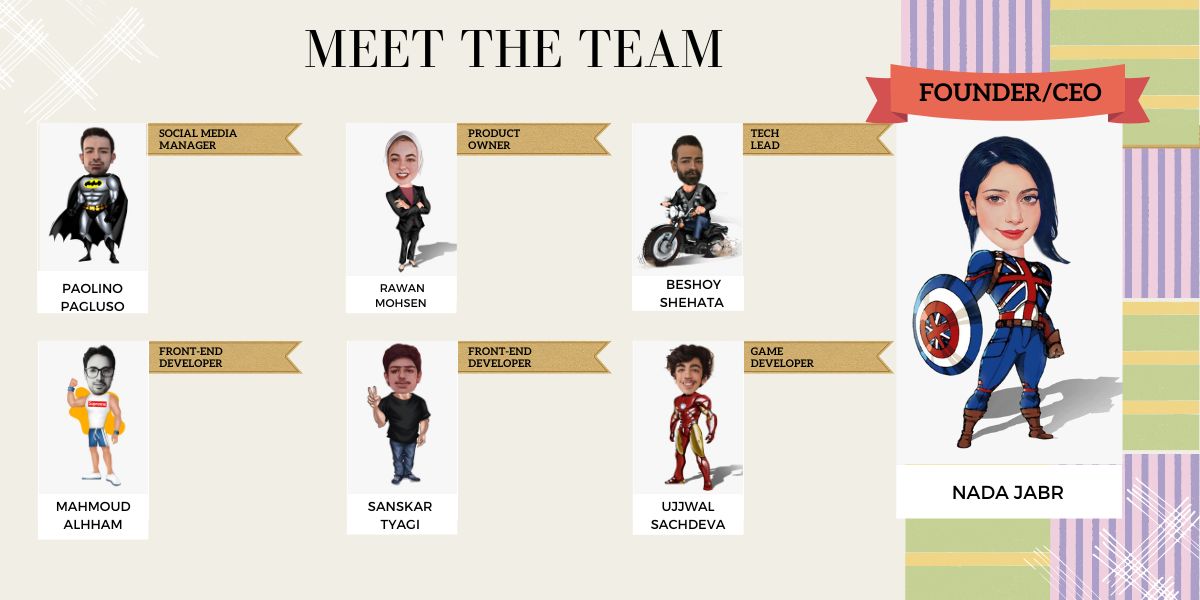 MEET THE TEAM
FOUNDER/CEO
SOCIAL MEDIA
MANAGER
PAOLINO
PAGLUSO
PRODUCT
OWNER
RAWAN
MOHSEN
TECH
LEAD
BESHOY
SHEHATA
FRONT-END
DEVELOPER
Supreme
MAHMOUD
ALHHAM
FRONT-END
DEVELOPER
SANSKAR
TYAGI
GAME
DEVELOPER
UJJWAL
SACHDEVA
NADA JABR